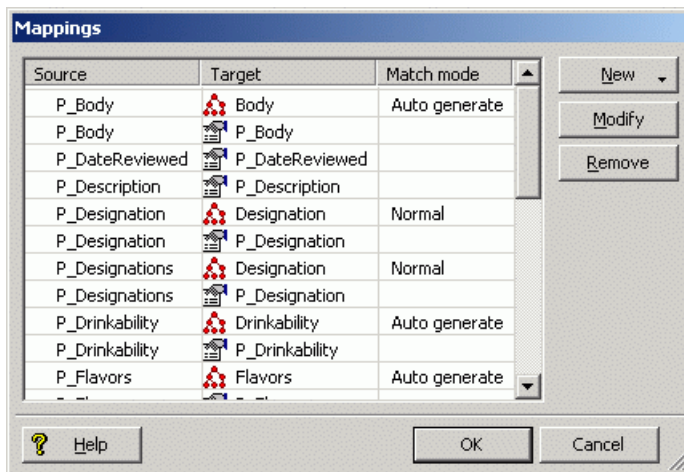 Mappings
Source Target Match mode
P_Body Body Auto generate
P_Body P_Body
P_DateReviewed P_DateReviewed
P_Description P_Description
P_Designation Designation Normal
P_Designation P_Designation
P_Designations Designation Normal
P_Designations P_Designation
P_Drinkability Drinkability Auto generate
P_Drinkability P_Drinkability
P_Flavors Flavors Auto generate
New
Modify
Remove
Help OK Cancel